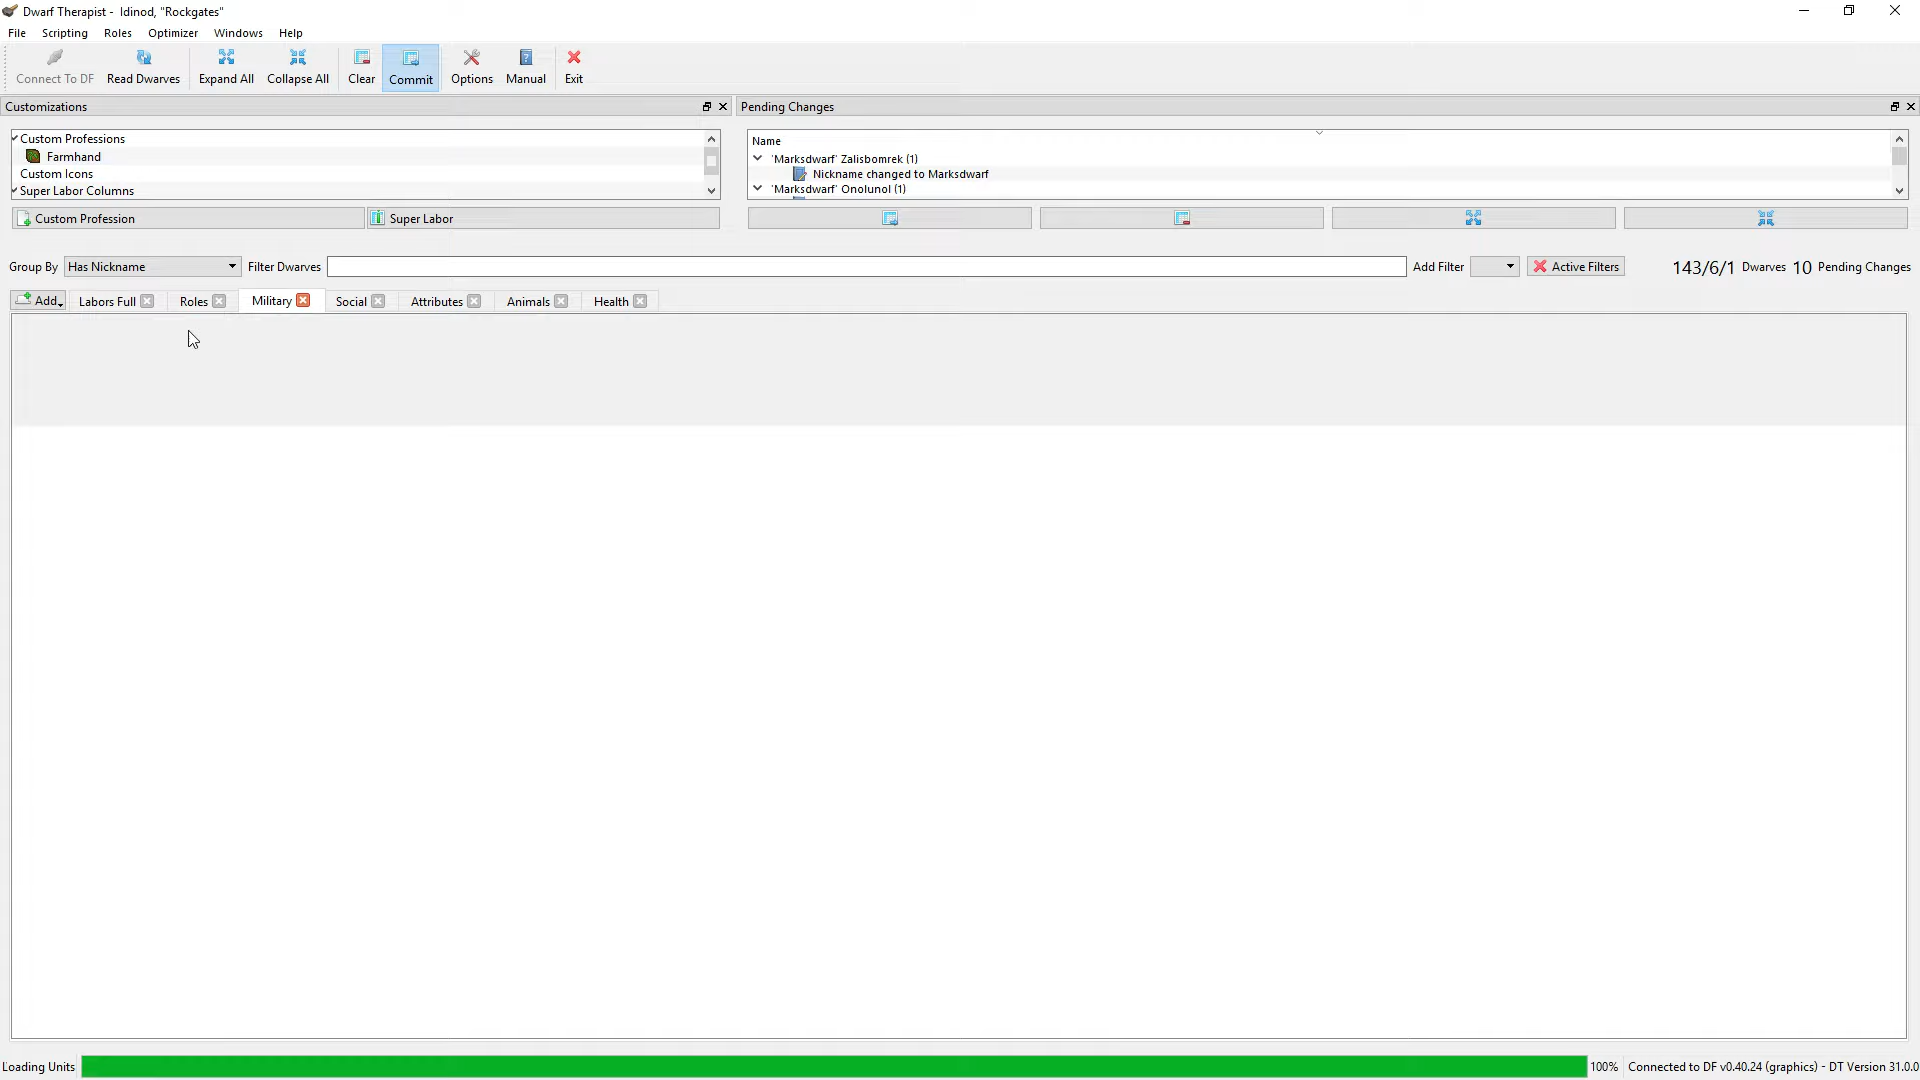 Dwarf Therapist - Idinod, "Rockgates"
File Scripting Roles Optimizer Windows Help
Connect To DF Read Dwarves Expand All Collapse All Clear Commit Options Manual Exit
Customizations
Pending Changes
Custom Professions
Farmhand
Custom Icons
Super Labor Columns
Name
'Marksdwarf' Zalisbomrek (1)
Nickname changed to Marksdwarf
'Marksdwarf' Onolunol (1)
Custom Profession Super Labor
Group By Has Nickname Filter Dwarves Add Filter Active Filters 143/6/1 Dwarves 10 Pending Changes
Add Labors Full Roles Military Social Attributes Animals Health
Loading Units 100% Connected to DF v0.40.24 (graphics) - DT Version 31.0.0